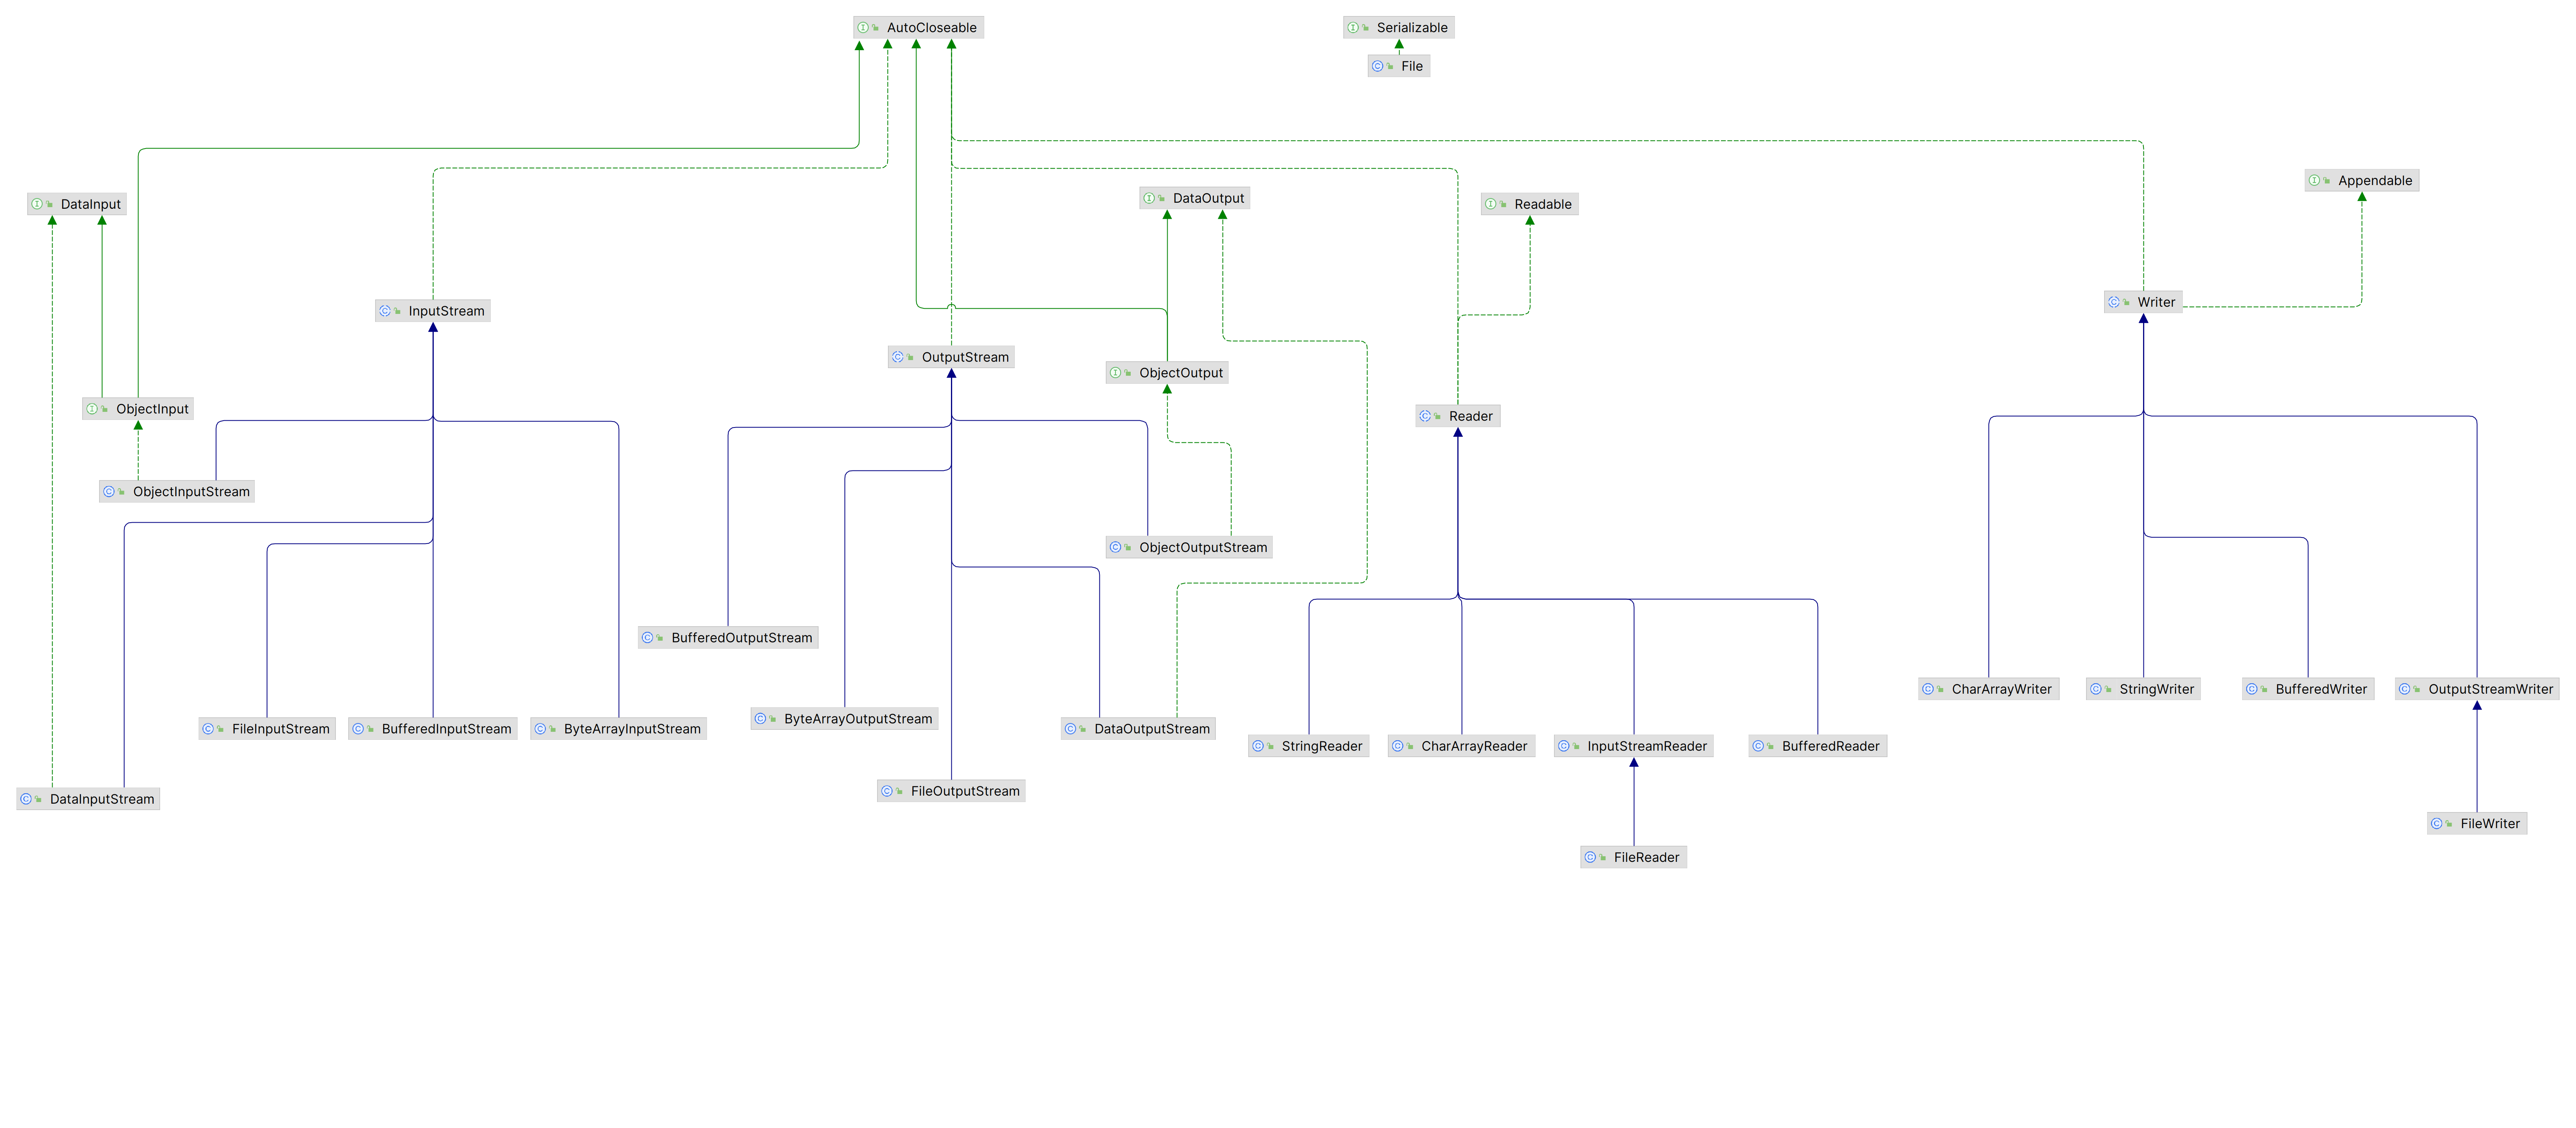 AutoCloseable
Serializable
File
Appendable
DataInput
DataOutput
Readable
InputStream
Writer
OutputStream
ObjectOutput
ObjectInput
Reader
ObjectInputStream
ObjectOutputStream
BufferedOutputStream
CharArrayWriter
StringWriter
BufferedWriter
OutputStreamWriter
FileInputStream
BufferedInputStream
ByteArrayInputStream
ByteArrayOutputStream
DataOutputStream
StringReader
CharArrayReader
InputStreamReader
BufferedReader
DataInputStream
FileOutputStream
FileWriter
FileReader